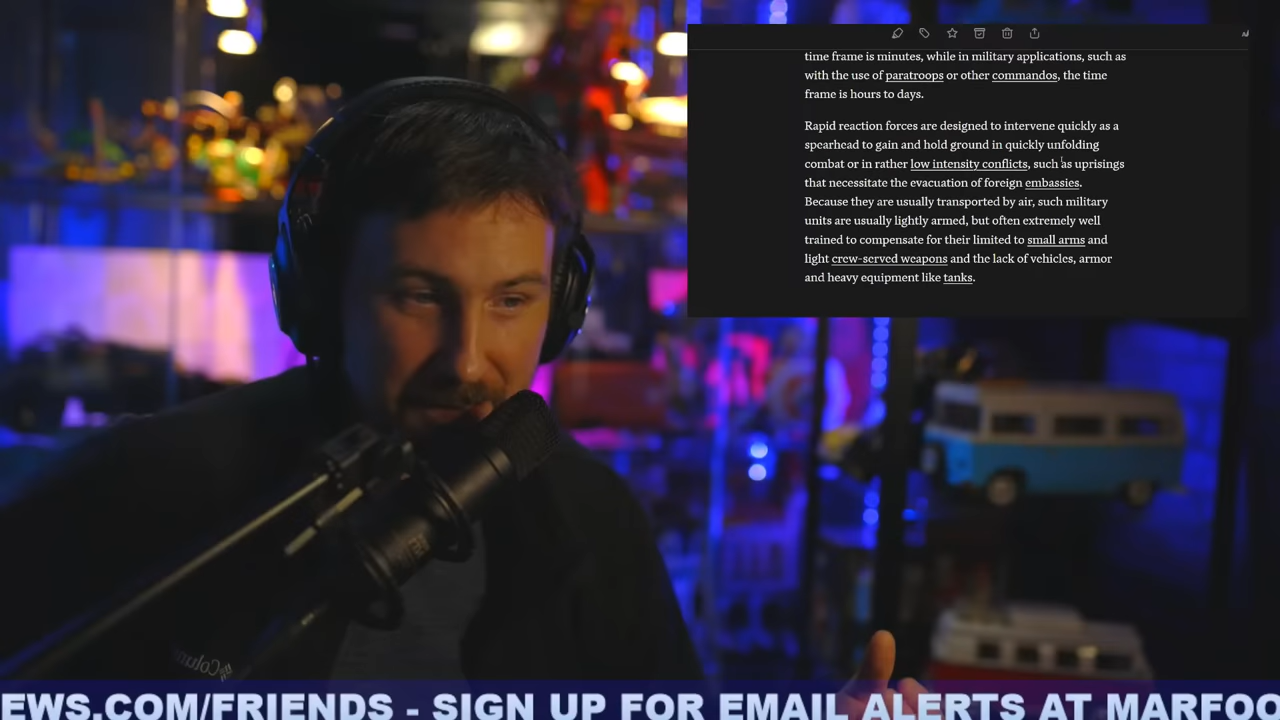 time frame is minutes, while in military applications, such as
with the use of paratroops or other commandos, the time
frame is hours to days.
Rapid reaction forces are designed to intervene quickly as a
spearhead to gain and hold ground in quickly unfolding
combat or in rather low intensity conflicts, such as uprisings
that necessitate the evacuation of foreign embassies.
Because they are usually transported by air, such military
units are usually lightly armed, but often extremely well
trained to compensate for their limited to small arms and
light crew-served weapons and the lack of vehicles, armor
and heavy equipment like tanks.
EWS.COM/FRIENDS - SIGN UP FOR EMAIL ALERTS AT MARFOO